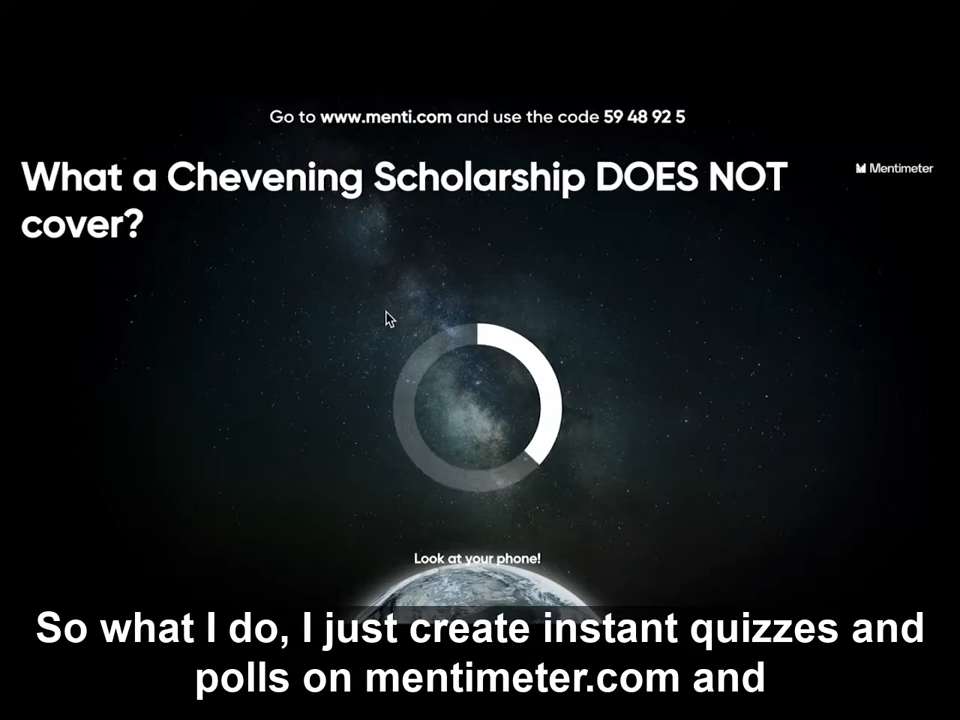 Go to www.menti.com and use the code 59 48 92 5
What a Chevening Scholarship DOES NOT
cover?
Mentimeter
Look at your phone!
So what I do, I just create instant quizzes and
polls on mentimeter.com and